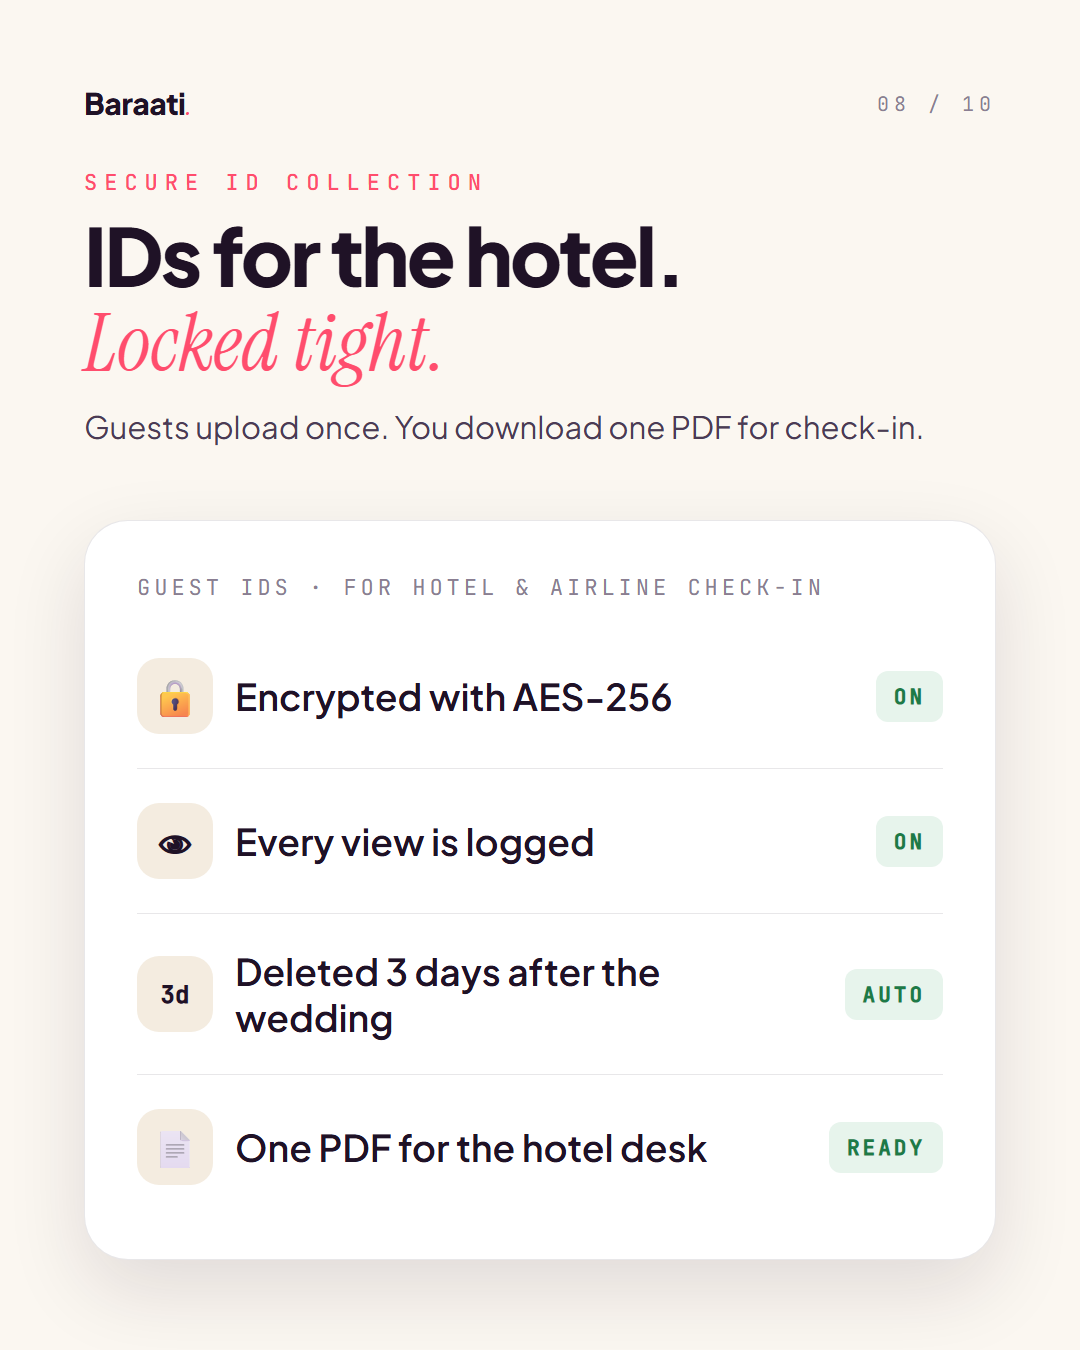 Baraati.
08 / 10
SECURE ID COLLECTION
IDs for the hotel.
Locked tight.
Guests upload once. You download one PDF for check-in.
GUEST IDS · FOR HOTEL & AIRLINE CHECK-IN
Encrypted with AES-256
ON
Every view is logged
ON
3d
Deleted 3 days after the
wedding
AUTO
One PDF for the hotel desk
READY